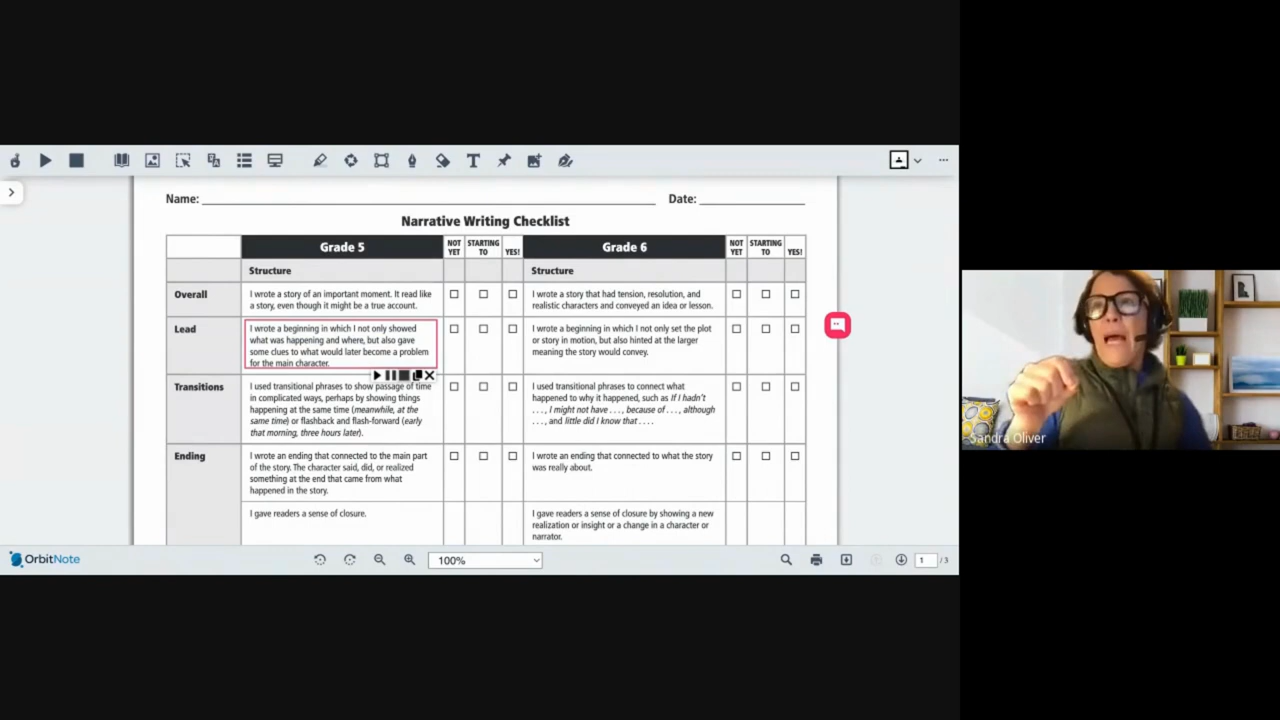 Name: Date:
Narrative Writing Checklist
Grade 5 NOT YET STARTING TO YES! Grade 6 NOT YET STARTING TO YES!
Structure Structure
Overall
I wrote a story of an important moment. It read like
a story, even though it might be a true account.
I wrote a story that had tension, resolution, and
realistic characters and conveyed an idea or lesson.
Lead
I wrote a beginning in which I not only showed
what was happening and where, but also gave
some clues to what would later become a problem
for the main character.
I wrote a beginning in which I not only set the plot
or story in motion, but also hinted at the larger
meaning the story would convey.
Transitions
I used transitional phrases to show passage of time
in complicated ways, perhaps by showing things
happening at the same time (meanwhile, at the
same time) or flashback and flash-forward (early
that morning, three hours later).
I used transitional phrases to connect what
happened to why it happened, such as If I hadn't
. . . , I might not have . . . , because of . . . , although
. . . , and little did I know that . . . .
Ending
I wrote an ending that connected to the main part
of the story. The character said, did, or realized
something at the end that came from what
happened in the story.
I wrote an ending that connected to what the story
was really about.
I gave readers a sense of closure.
I gave readers a sense of closure by showing a new
realization or insight or a change in a character or
narrator.
Sandra Oliver
OrbitNote
100%
1 / 3